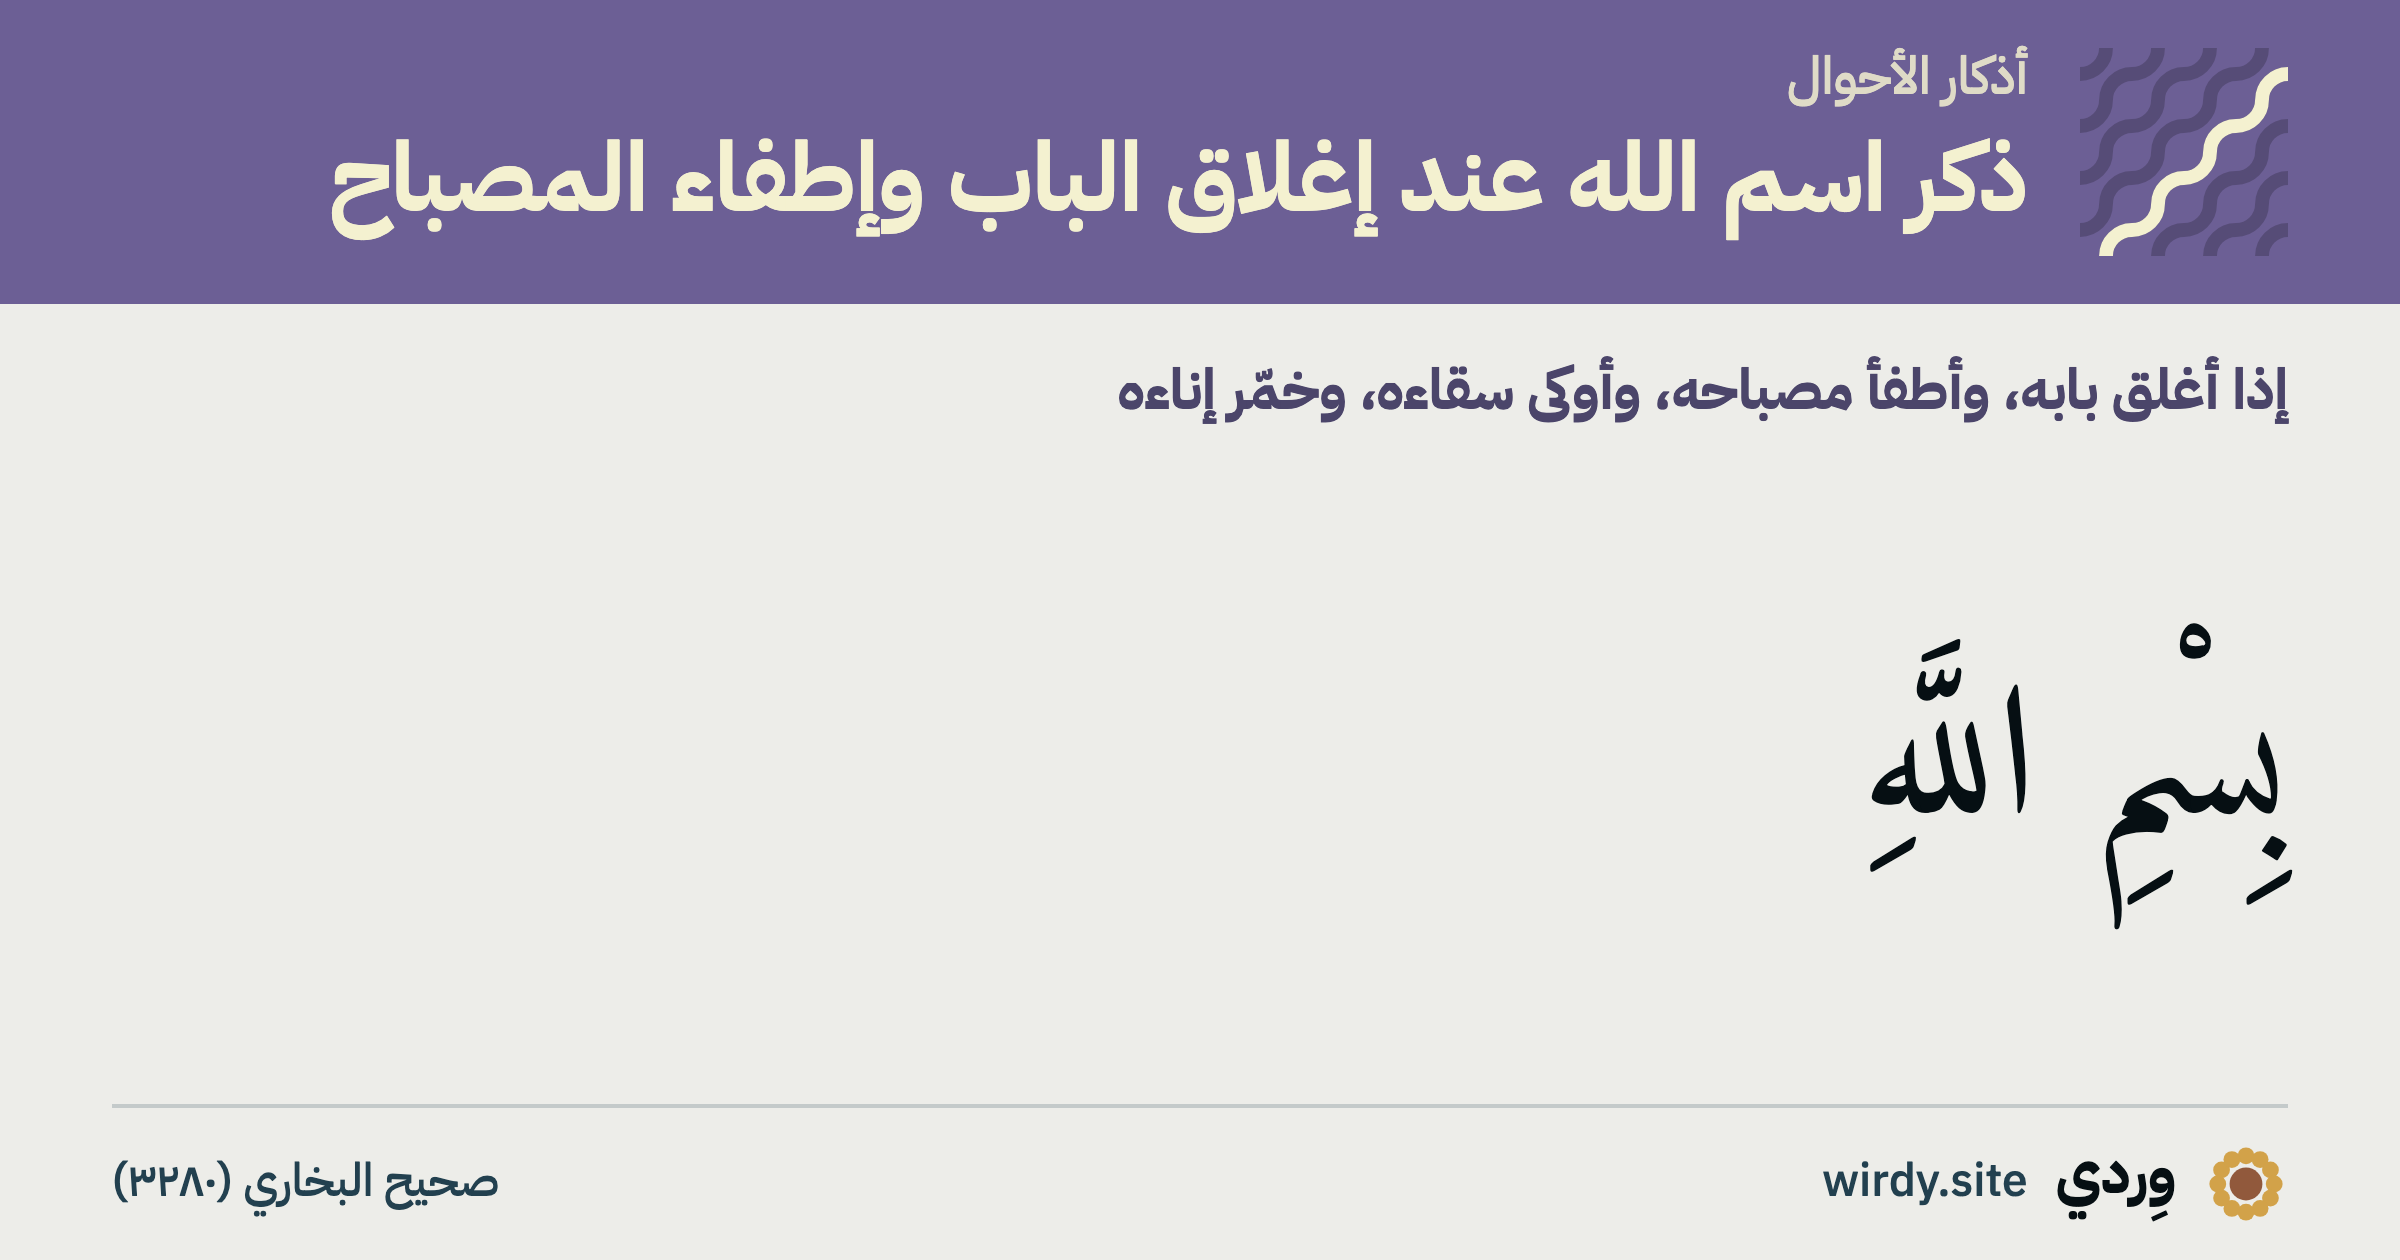 أذكار الأحوال
ذكر اسم الله عند إغلاق الباب وإطفاء المصباح
إذا أغلق بابه، وأطفأ مصباحه، وأوكى سقاءه، وخمّر إناءه
بِسْمِ اللَّهِ
وِردي wirdy.site
صحيح البخاري (٣٢٨٠)